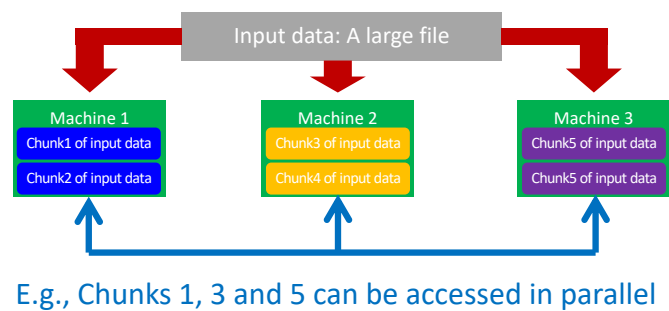 Input data: A large file
Machine 1
Chunk1 of input data
Chunk2 of input data
Machine 2
Chunk3 of input data
Chunk4 of input data
Machine 3
Chunk5 of input data
Chunk5 of input data
E.g., Chunks 1, 3 and 5 can be accessed in parallel